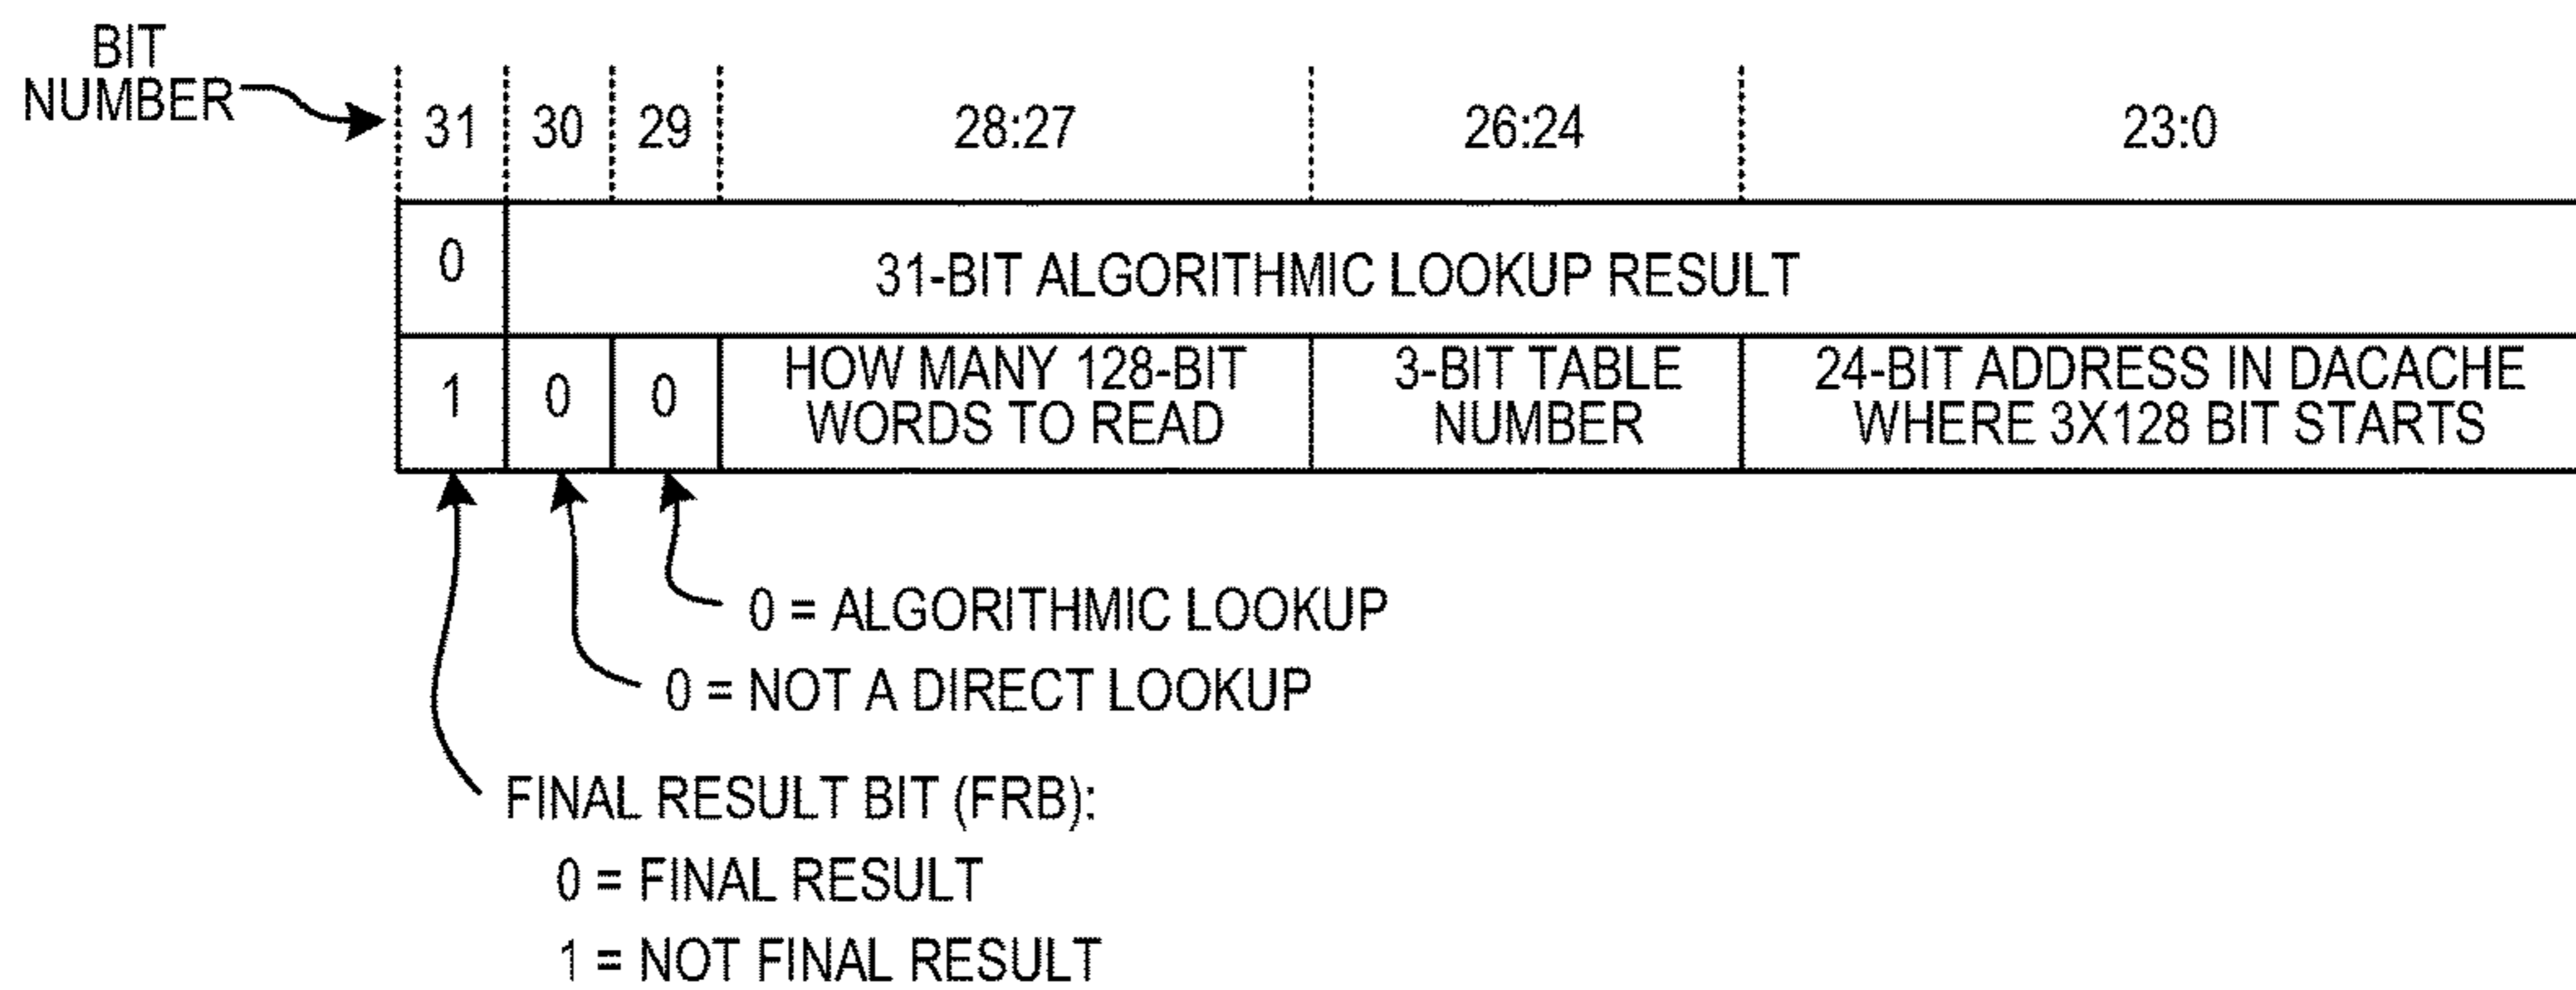 BIT
NUMBER
31 30 29 28:27 26:24 23:0
0 31-BIT ALGORITHMIC LOOKUP RESULT
1 0 0 HOW MANY 128-BIT WORDS TO READ 3-BIT TABLE NUMBER 24-BIT ADDRESS IN DACACHE WHERE 3X128 BIT STARTS
0 = ALGORITHMIC LOOKUP
0 = NOT A DIRECT LOOKUP
FINAL RESULT BIT (FRB):
0 = FINAL RESULT
1 = NOT FINAL RESULT